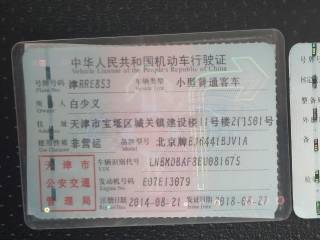 中华人民共和国机动车行驶证
Vehicle License of the People's Republic of China
号牌号码 津ARE853 车辆类型 小型普通客车
所有人 白少义
住址 天津市宝坻区城关镇建设楼11号楼2门501号
使用性质 非营运 品牌型号 北京牌BJ6441BJV1A
天津市
公安交通
管理局
车辆识别代号 LNBMDBAF8EU081675
VIN
发动机号码 E07E13079
Engine No.
注册日期 2014-08-21 发证日期 2018-08-27